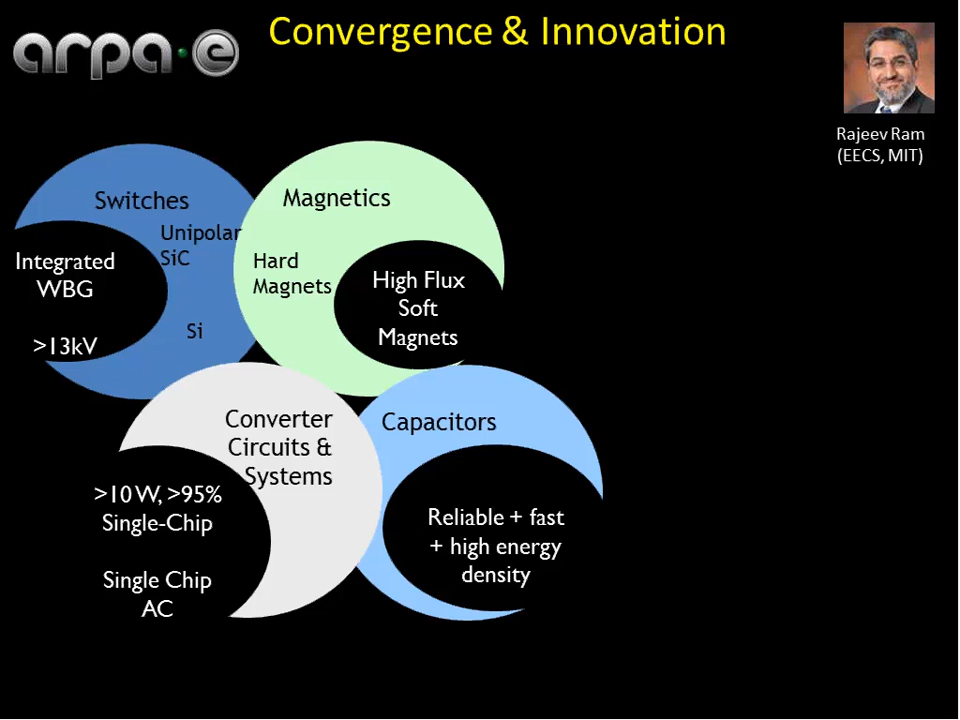 arpa·e
Convergence & Innovation
Rajeev Ram
(EECS, MIT)
Switches
Unipolar
SiC
Si
Integrated
WBG
>13kV
Magnetics
Hard
Magnets
High Flux
Soft
Magnets
Converter
Circuits &
Systems
>10 W, >95%
Single-Chip
Single Chip
AC
Capacitors
Reliable + fast
+ high energy
density